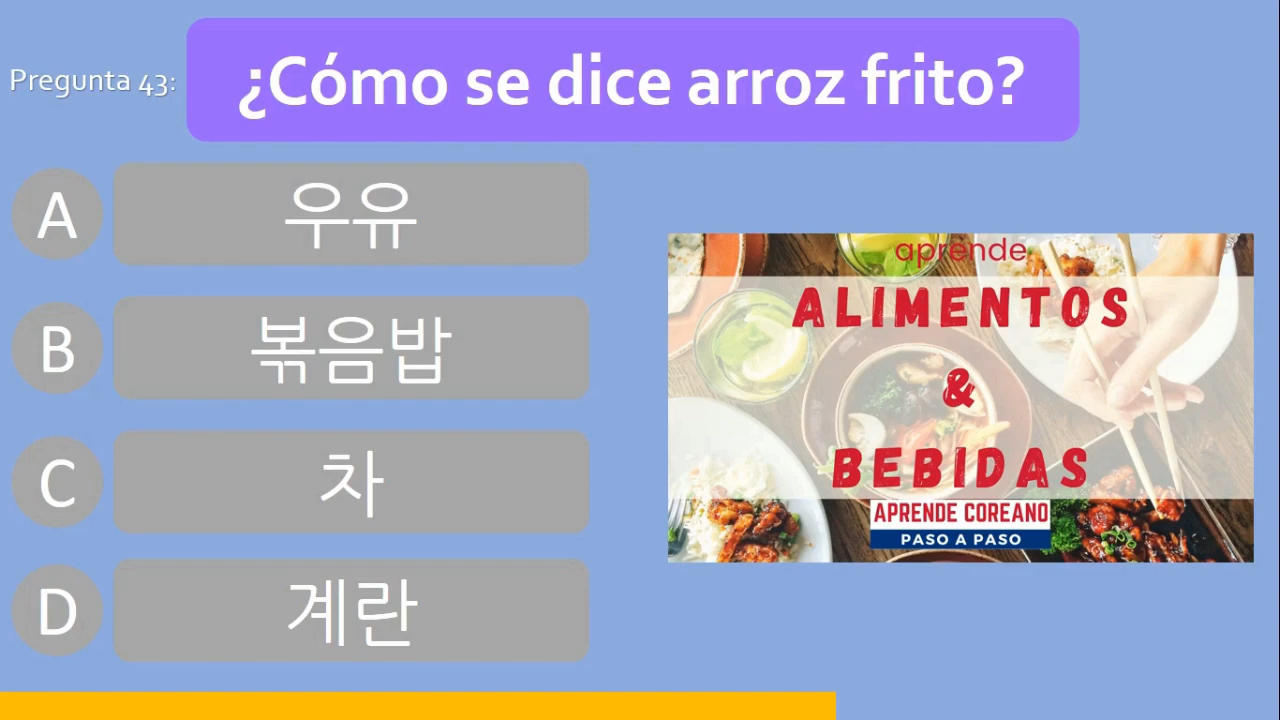 Pregunta 43:
¿Cómo se dice arroz frito?
A
우유
B
볶음밥
C
차
D
계란
aprende
ALIMENTOS
&
BEBIDAS
APRENDE COREANO
PASO A PASO